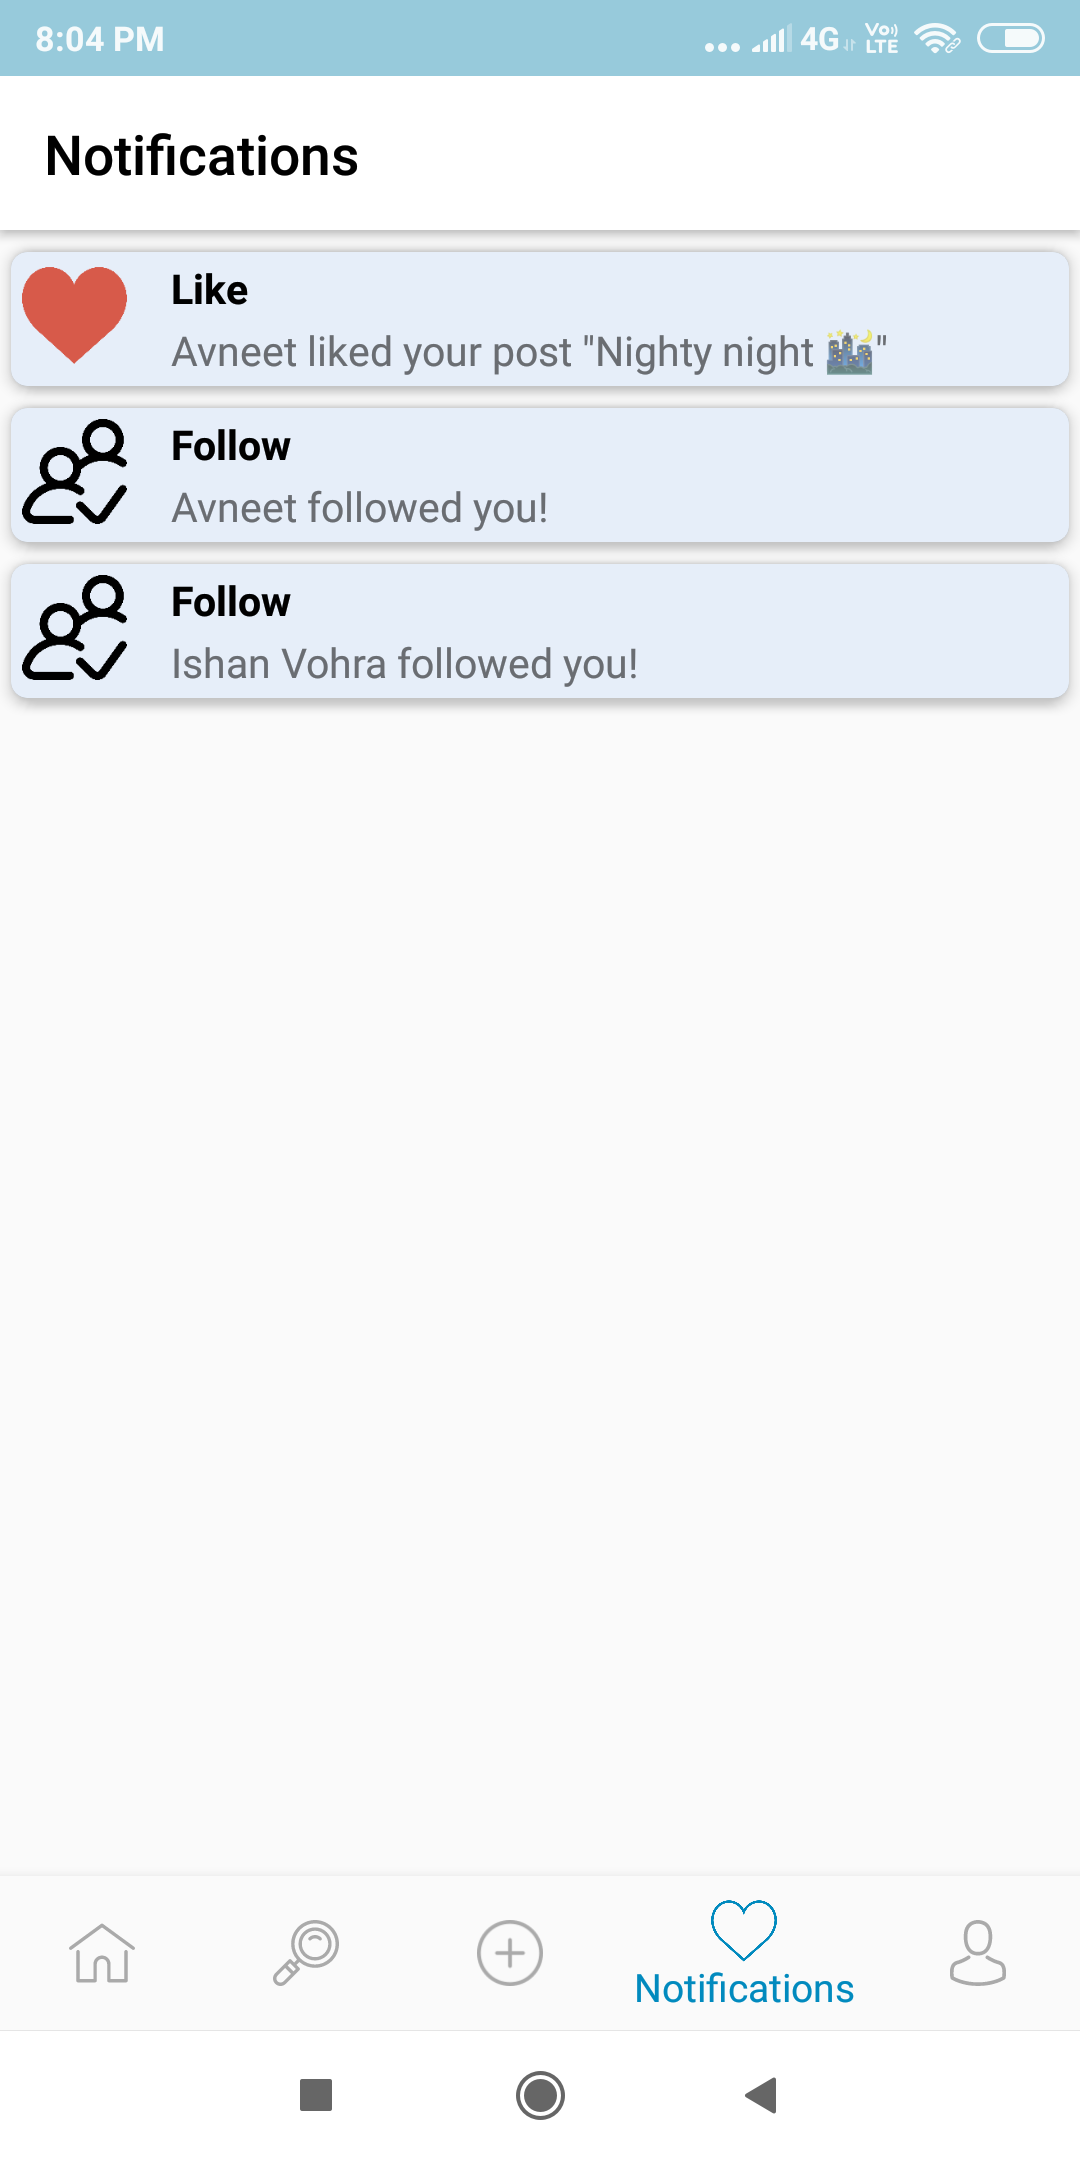 8:04 PM 4G Vo LTE
Notifications
Like
Avneet liked your post "Nighty night 🌃"
Follow
Avneet followed you!
Follow
Ishan Vohra followed you!
Notifications